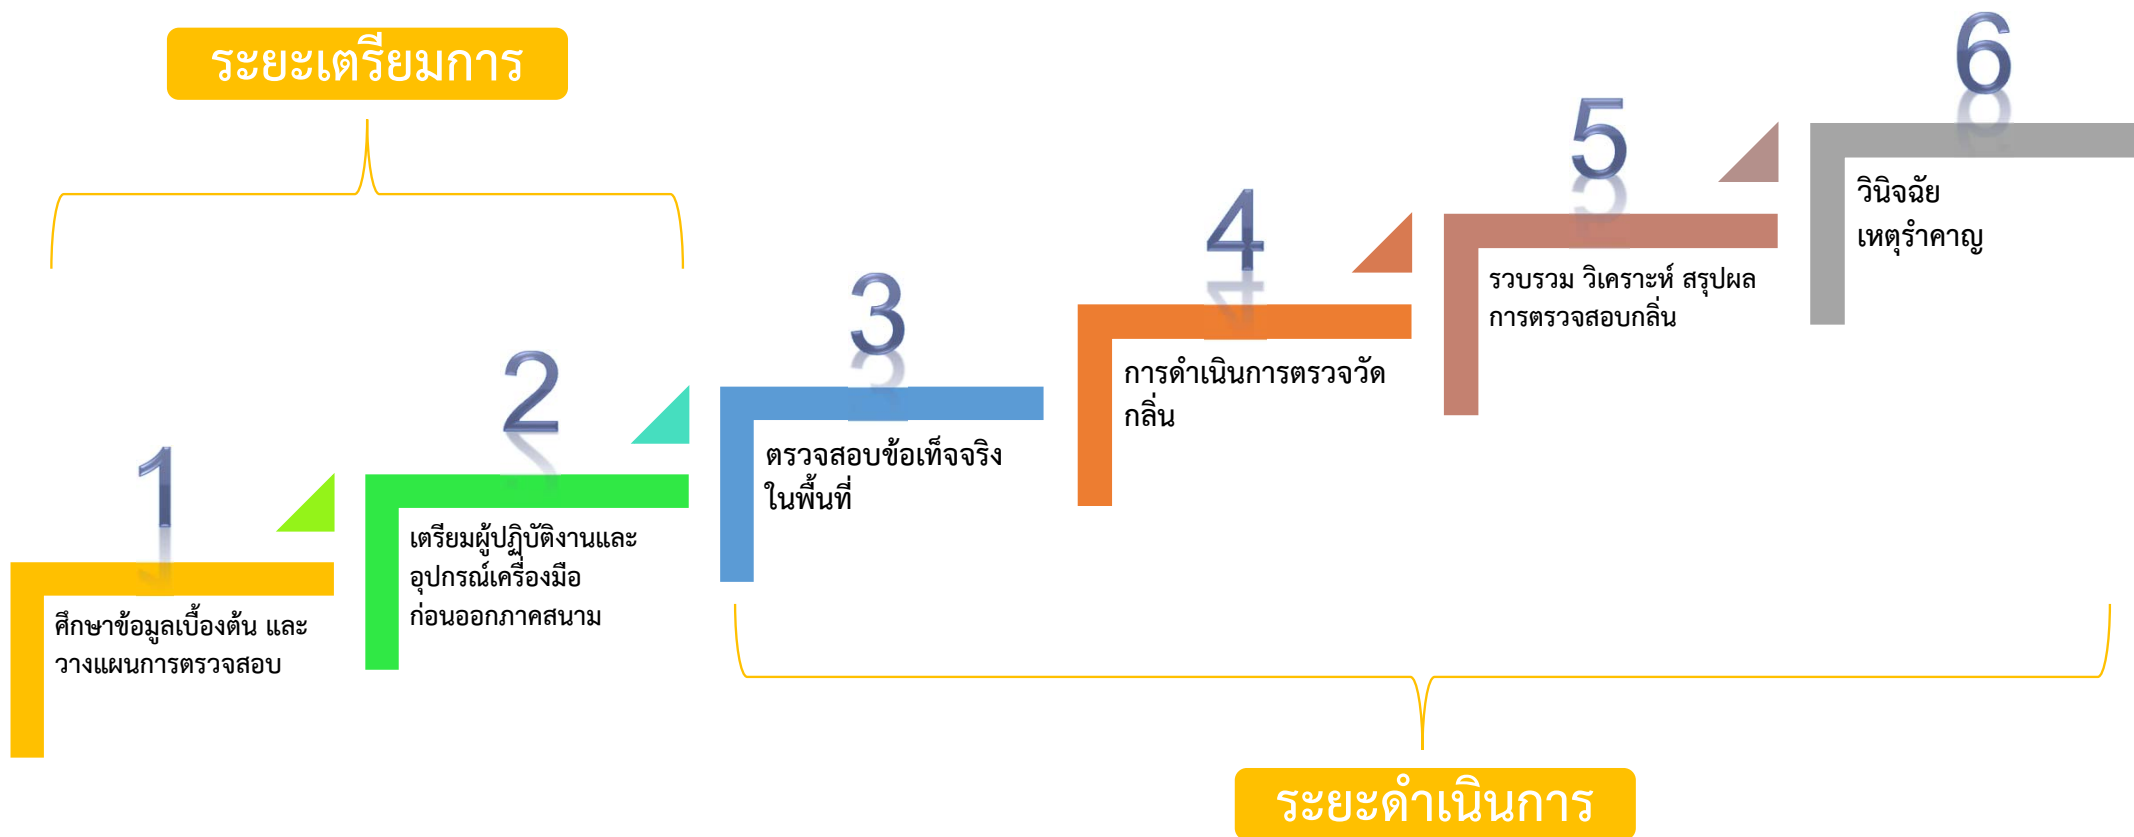 ระยะเตรียมการ
1
ศึกษาข้อมูลเบื้องต้น และ
วางแผนการตรวจสอบ
2
เตรียมผู้ปฏิบัติงานและ
อุปกรณ์เครื่องมือ
ก่อนออกภาคสนาม
3
ตรวจสอบข้อเท็จจริง
ในพื้นที่
4
การดำเนินการตรวจวัด
กลิ่น
5
รวบรวม วิเคราะห์ สรุปผล
การตรวจสอบกลิ่น
6
วินิจฉัย
เหตุรำคาญ
ระยะดำเนินการ